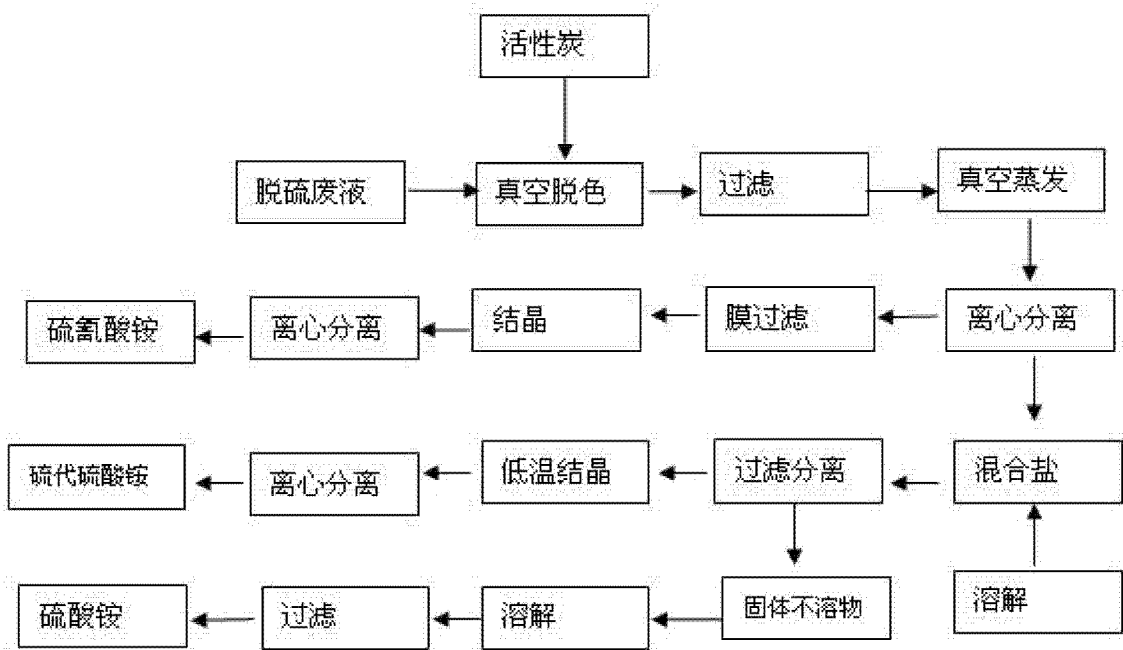 活性炭
脱硫废液
真空脱色
过滤
真空蒸发
硫氰酸铵
离心分离
结晶
膜过滤
离心分离
硫代硫酸铵
离心分离
低温结晶
过滤分离
混合盐
硫酸铵
过滤
溶解
固体不溶物
溶解